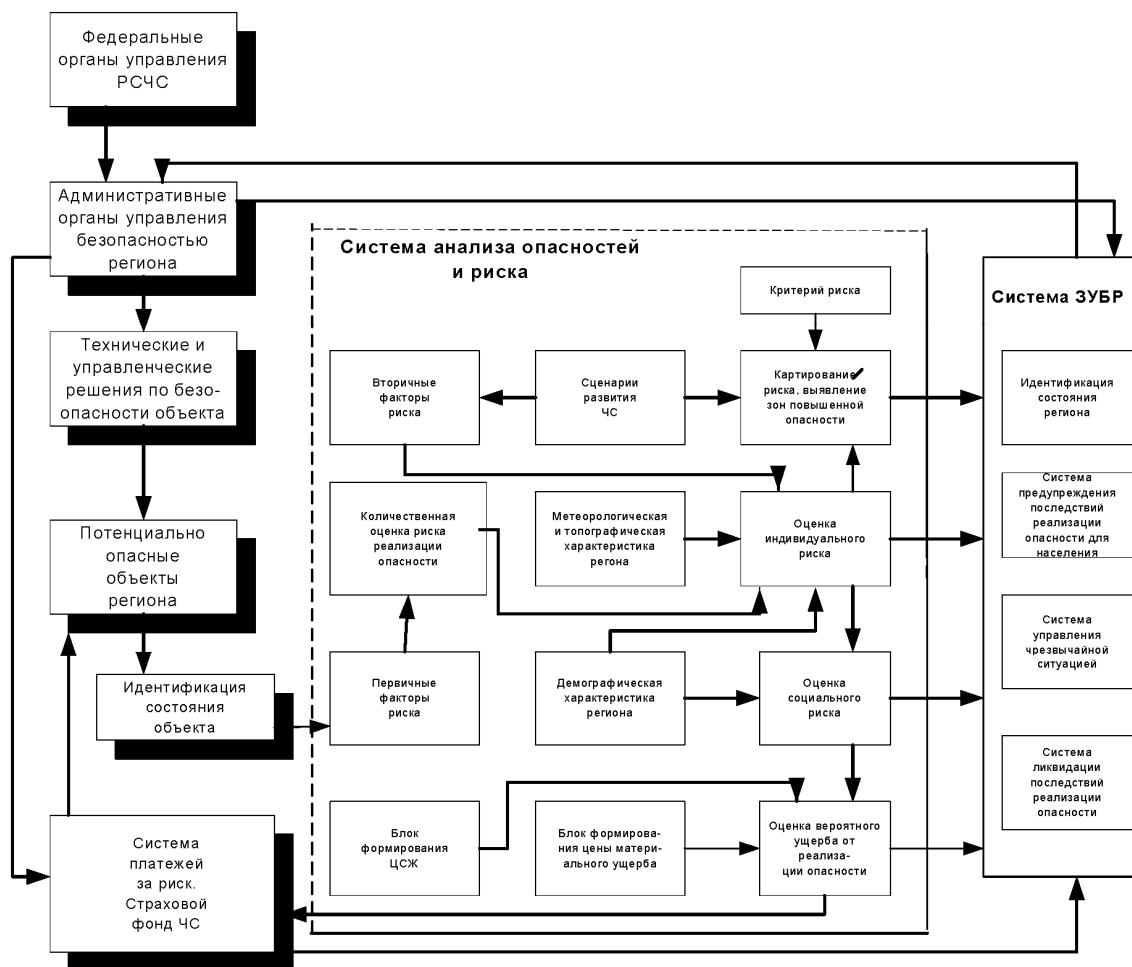 Федеральные
органы управления
РСЧС
Административные
органы управления
безопасностью
региона
Технические и
управленческие
решения по безо-
опасности объекта
Потенциально
опасные
объекты
региона
Идентификация
состояния
объекта
Система
платежей
за риск.
Страховой
фонд ЧС
Система анализа опасностей
и риска
Критерий риска
Вторичные
факторы
риска
Сценарии
развития
ЧС
Картирование
риска, выявление
зон повышенной
опасности
Количественная
оценка риска
реализации
опасности
Метеорологическая
и топографическая
характеристика
регона
Оценка
индивидуального
риска
Первичные
факторы
риска
Демографическая
характеристика
региона
Оценка
социального
риска
Блок
формирования
ЦСЖ
Блок формирова-
ния цены матери-
ального ущерба
Оценка вероятного
ущерба от
реализа-
ции опасности
Система ЗУБР
Идентификация
состояния
региона
Система
предупреждения
последствий
реализации
опасности для
населения
Система
управления
чрезвычайной
ситуацией
Система
ликвидации
последствий
реализации
опасности